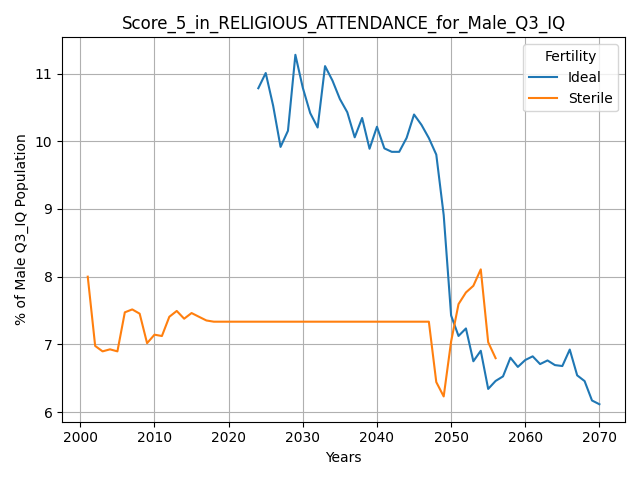 Score_5_in_RELIGIOUS_ATTENDANCE_for_Male_Q3_IQ
Fertility
Ideal
Sterile
% of Male Q3_IQ Population
11
10
9
8
7
6
2000 2010 2020 2030 2040 2050 2060 2070
Years